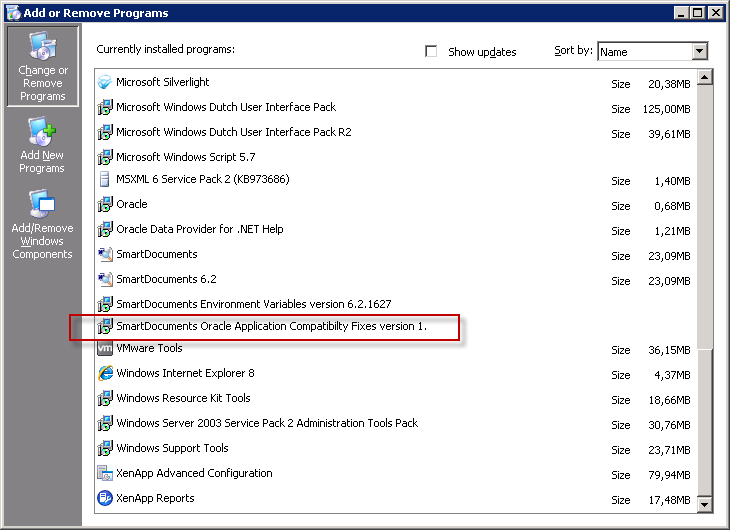 Add or Remove Programs
Change or
Remove
Programs
Add New
Programs
Add/Remove
Windows
Components
Currently installed programs:
Show updates
Sort by:
Name
Microsoft Silverlight Size 20,38MB
Microsoft Windows Dutch User Interface Pack Size 125,00MB
Microsoft Windows Dutch User Interface Pack R2 Size 39,61MB
Microsoft Windows Script 5.7
MSXML 6 Service Pack 2 (KB973686) Size 1,40MB
Oracle Size 0,68MB
Oracle Data Provider for .NET Help Size 1,21MB
SmartDocuments Size 23,09MB
SmartDocuments 6.2 Size 23,09MB
SmartDocuments Environment Variables version 6.2.1627
SmartDocuments Oracle Application Compatibilty Fixes version 1.
vm VMware Tools Size 36,15MB
Windows Internet Explorer 8 Size 4,37MB
Windows Resource Kit Tools Size 18,66MB
Windows Server 2003 Service Pack 2 Administration Tools Pack Size 30,76MB
Windows Support Tools Size 23,71MB
XenApp Advanced Configuration Size 79,94MB
XenApp Reports Size 17,48MB